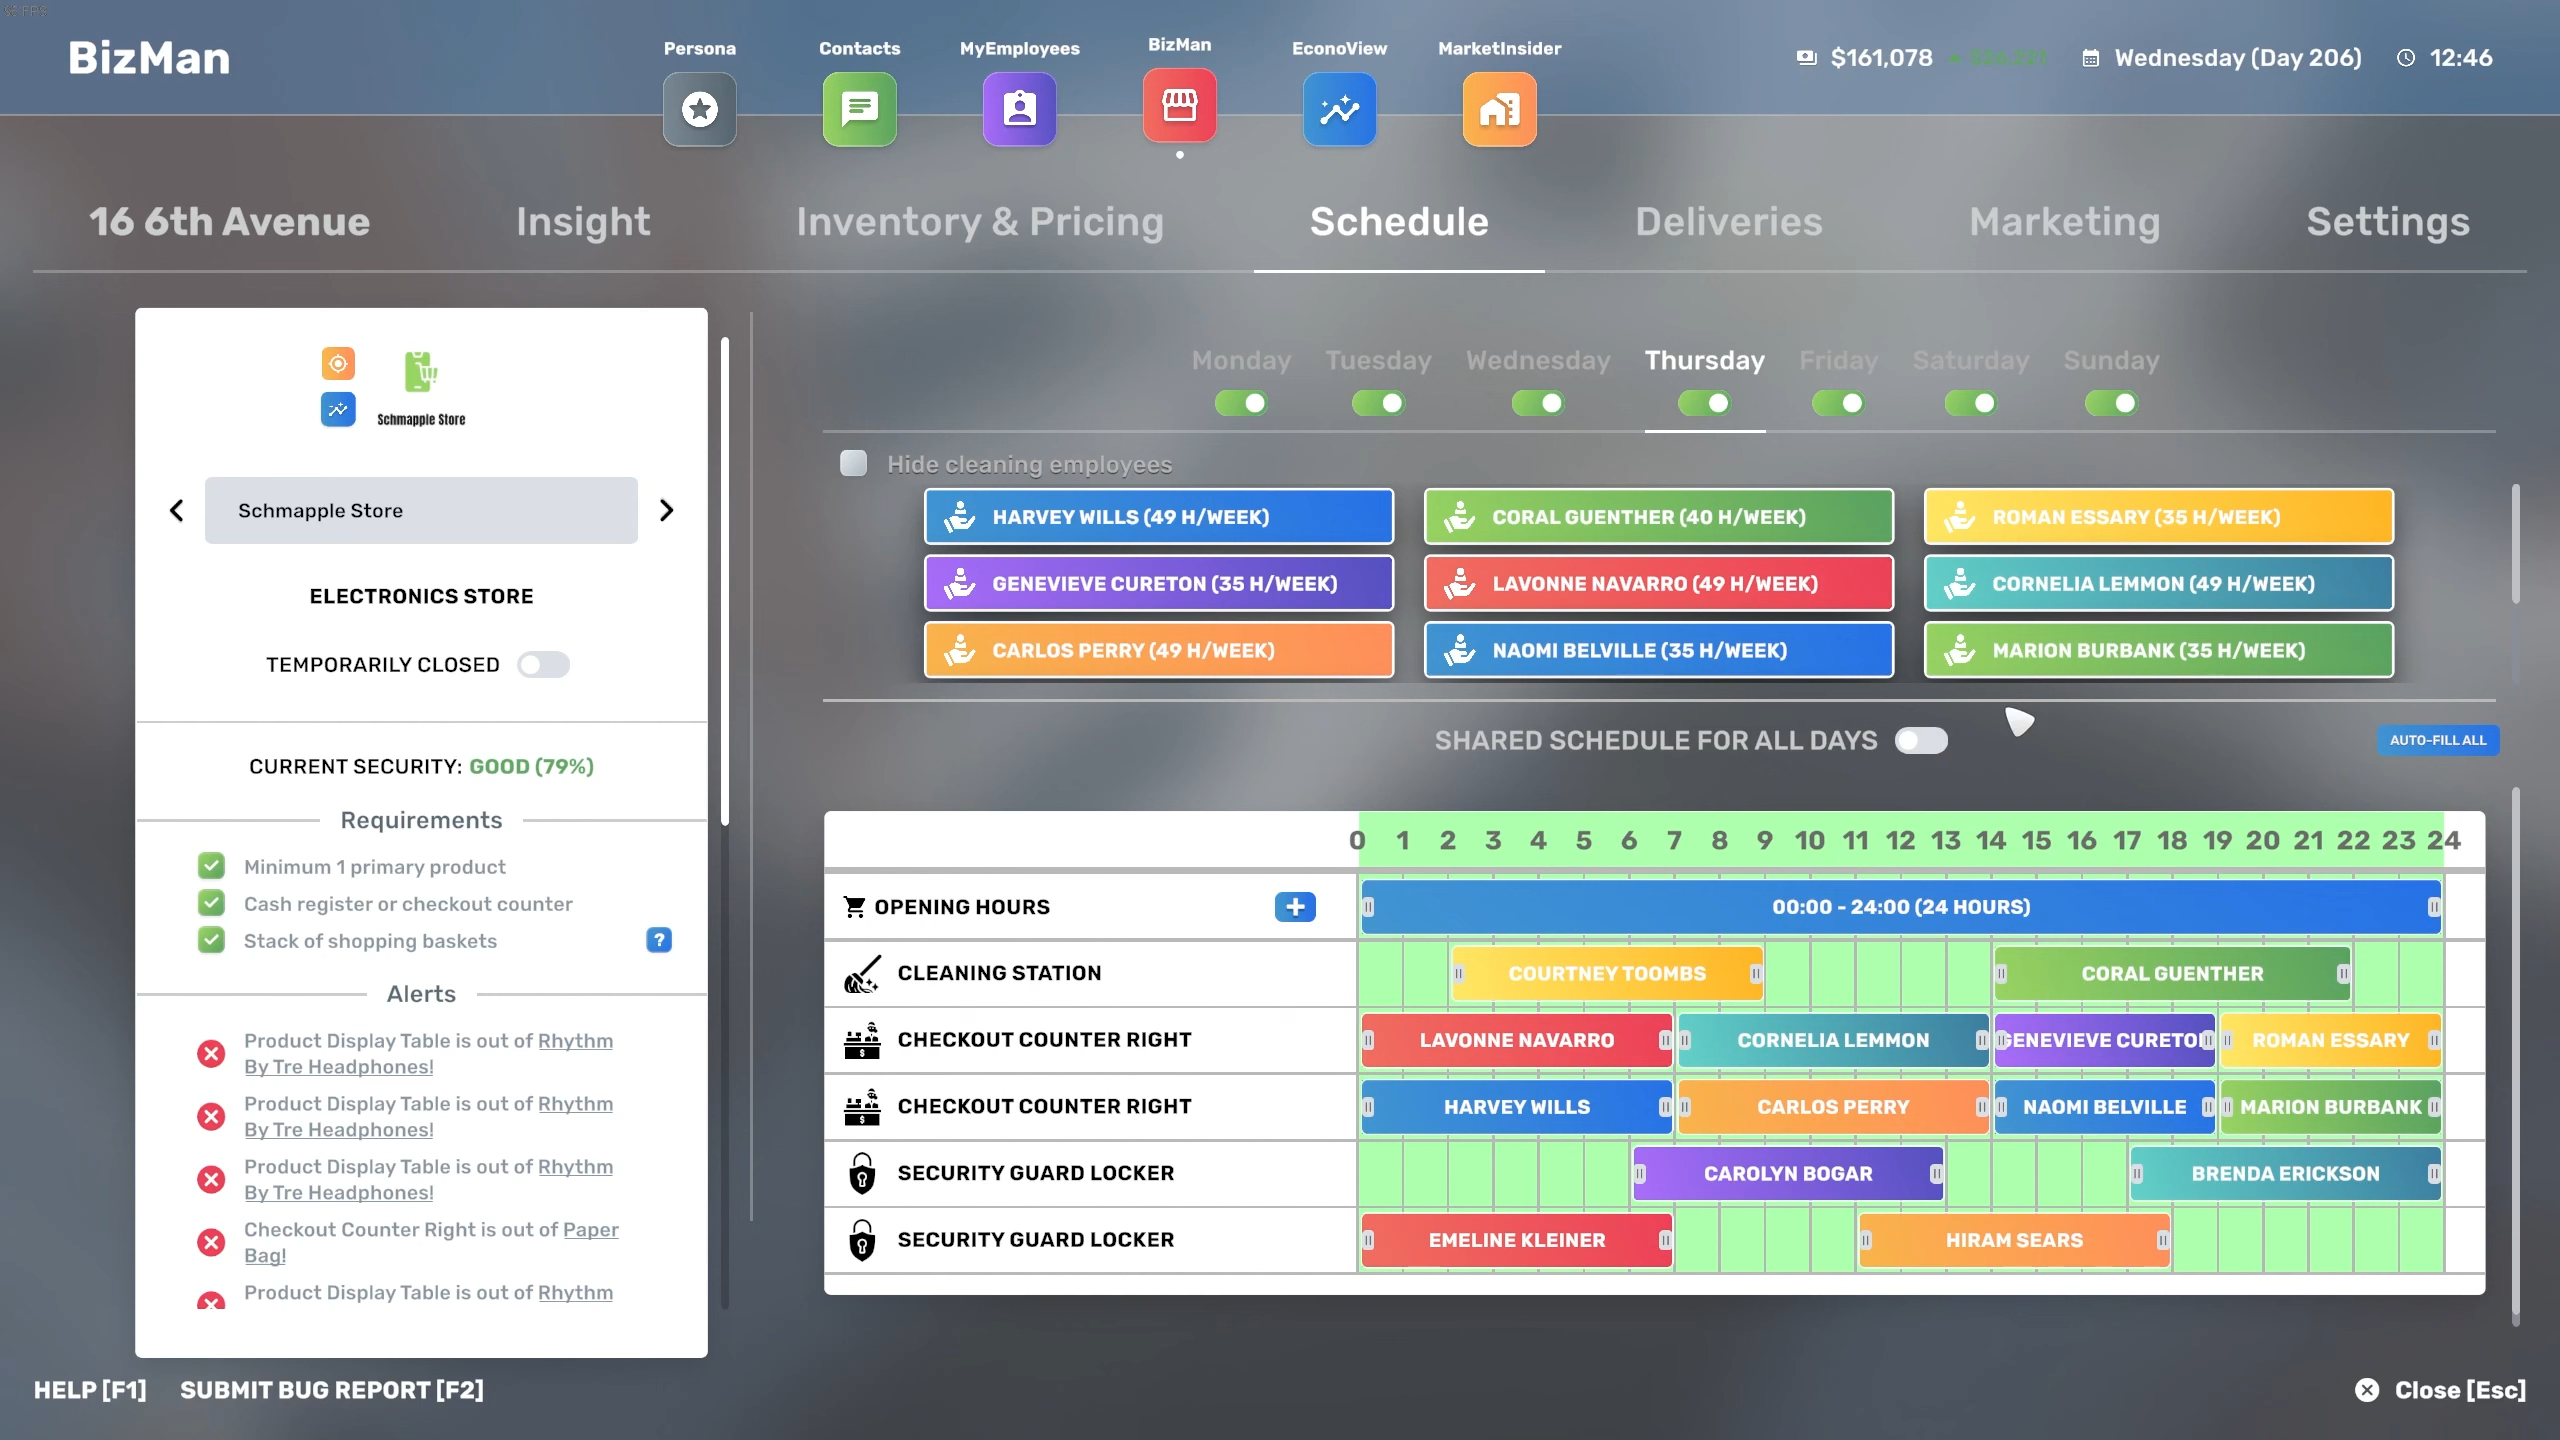 BizMan
Persona
Contacts
MyEmployees
BizMan
EconoView
MarketInsider
$161,078
Wednesday (Day 206)
12:46
16 6th Avenue
Insight
Inventory & Pricing
Schedule
Deliveries
Marketing
Settings
Schmapple Store
Schmapple Store
ELECTRONICS STORE
TEMPORARILY CLOSED
CURRENT SECURITY: GOOD (79%)
Requirements
Minimum 1 primary product
Cash register or checkout counter
Stack of shopping baskets
?
Alerts
Product Display Table is out of Rhythm
By Tre Headphones!
Product Display Table is out of Rhythm
By Tre Headphones!
Product Display Table is out of Rhythm
By Tre Headphones!
Checkout Counter Right is out of Paper
Bag!
Product Display Table is out of Rhythm
Monday Tuesday Wednesday Thursday Friday Saturday Sunday
Hide cleaning employees
HARVEY WILLS (49 H/WEEK)
CORAL GUENTHER (40 H/WEEK)
ROMAN ESSARY (35 H/WEEK)
GENEVIEVE CURETON (35 H/WEEK)
LAVONNE NAVARRO (49 H/WEEK)
CORNELIA LEMMON (49 H/WEEK)
CARLOS PERRY (49 H/WEEK)
NAOMI BELVILLE (35 H/WEEK)
MARION BURBANK (35 H/WEEK)
SHARED SCHEDULE FOR ALL DAYS
AUTO-FILL ALL
0 1 2 3 4 5 6 7 8 9 10 11 12 13 14 15 16 17 18 19 20 21 22 23 24
OPENING HOURS
00:00 - 24:00 (24 HOURS)
CLEANING STATION
COURTNEY TOOMBS
CORAL GUENTHER
CHECKOUT COUNTER RIGHT
LAVONNE NAVARRO
CORNELIA LEMMON
GENEVIEVE CURETON
ROMAN ESSARY
CHECKOUT COUNTER RIGHT
HARVEY WILLS
CARLOS PERRY
NAOMI BELVILLE
MARION BURBANK
SECURITY GUARD LOCKER
CAROLYN BOGAR
BRENDA ERICKSON
SECURITY GUARD LOCKER
EMELINE KLEINER
HIRAM SEARS
HELP [F1]
SUBMIT BUG REPORT [F2]
Close [Esc]